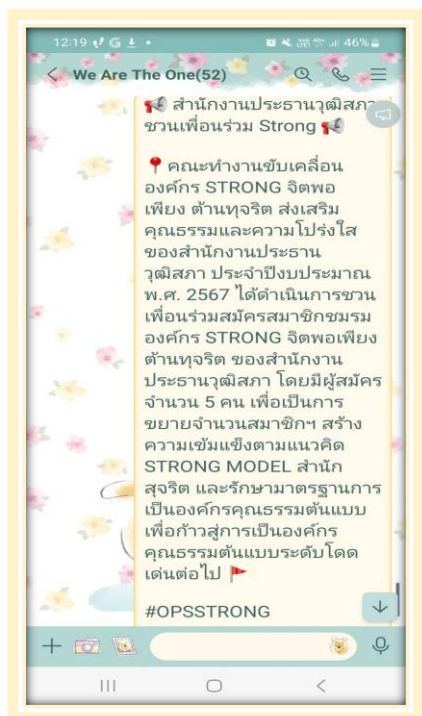 12:19
46%
We Are The One(52)
📢 สำนักงานประธานวุฒิสภา
ชวนเพื่อนร่วม Strong 📢
📍 คณะทำงานขับเคลื่อน
องค์กร STRONG จิตพอ
เพียง ต้านทุจริต ส่งเสริม
คุณธรรมและความโปร่งใส
ของสำนักงานประธาน
วุฒิสภา ประจำปีงบประมาณ
พ.ศ. 2567 ได้ดำเนินการชวน
เพื่อนร่วมสมัครสมาชิกชมรม
องค์กร STRONG จิตพอเพียง
ต้านทุจริต ของสำนักงาน
ประธานวุฒิสภา โดยมีผู้สมัคร
จำนวน 5 คน เพื่อเป็นการ
ขยายจำนวนสมาชิกฯ สร้าง
ความเข้มแข็งตามแนวคิด
STRONG MODEL สำนัก
สุจริต และรักษามาตรฐานการ
เป็นองค์กรคุณธรรมต้นแบบ
เพื่อก้าวสู่การเป็นองค์กร
คุณธรรมต้นแบบระดับโดด
เด่นต่อไป 🚩
#OPSSTRONG